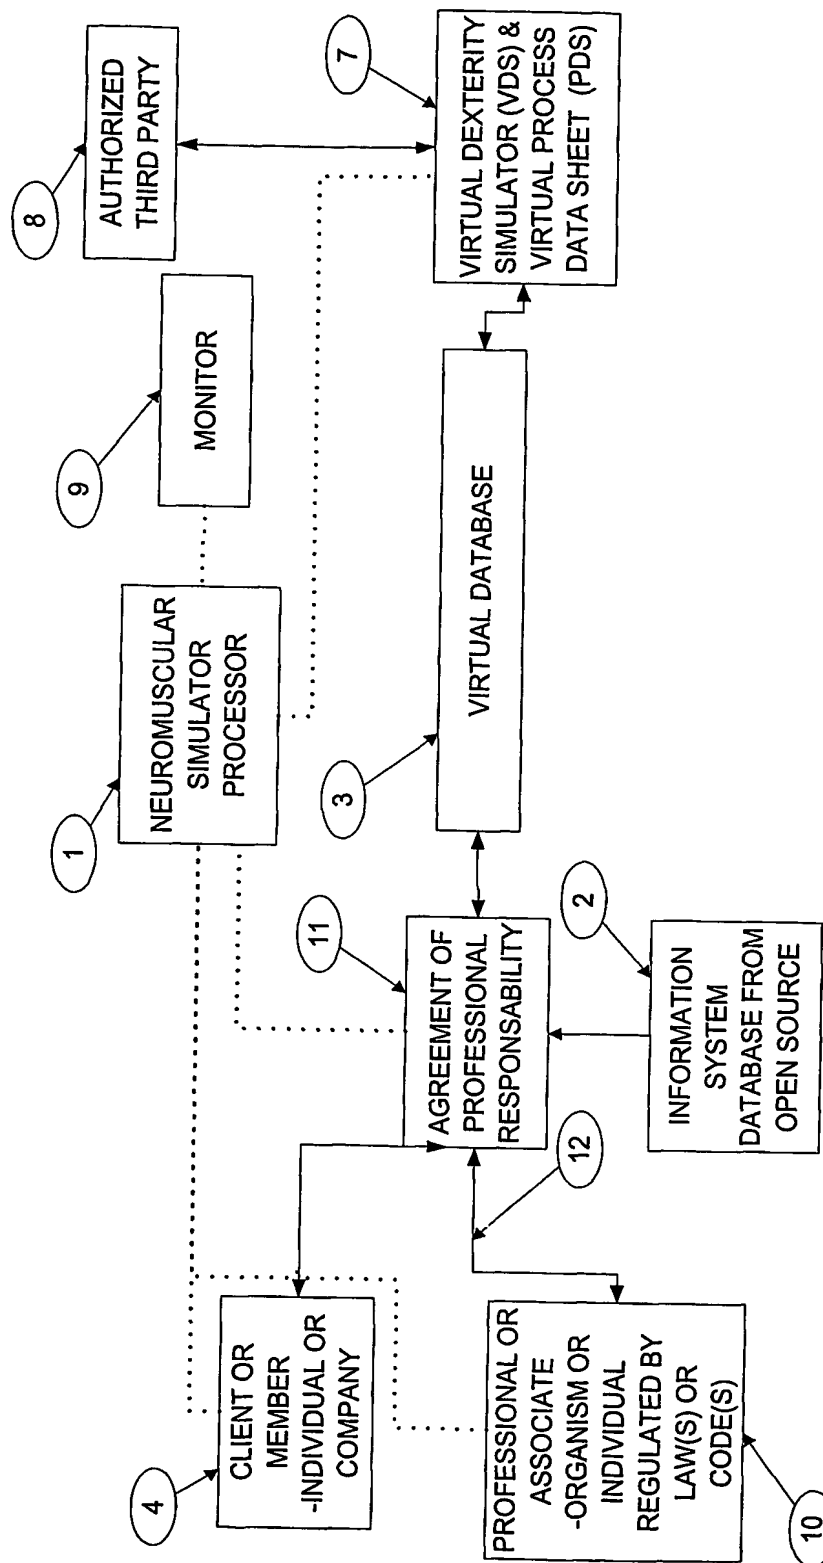 8
AUTHORIZED
THIRD PARTY
7
VIRTUAL DEXTERITY
SIMULATOR (VDS) &
VIRTUAL PROCESS
DATA SHEET (PDS)
9
MONITOR
1
NEUROMUSCULAR
SIMULATOR
PROCESSOR
3
VIRTUAL DATABASE
11
AGREEMENT OF
PROFESSIONAL
RESPONSABILITY
2
INFORMATION
SYSTEM
DATABASE FROM
OPEN SOURCE
12
4
CLIENT OR
MEMBER
-INDIVIDUAL OR
COMPANY
10
PROFESSIONAL OR
ASSOCIATE
-ORGANISM OR
INDIVIDUAL
REGULATED BY
LAW(S) OR
CODE(S)